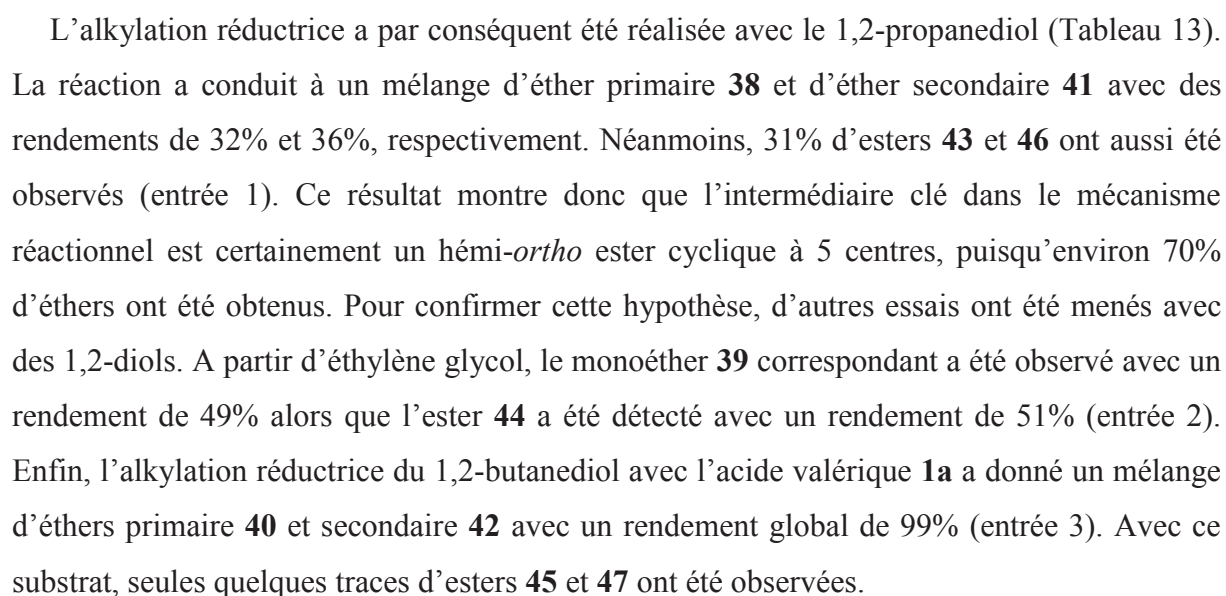 L’alkylation réductrice a par conséquent été réalisée avec le 1,2-propanediol (Tableau 13).
La réaction a conduit à un mélange d’éther primaire 38 et d’éther secondaire 41 avec des
rendements de 32% et 36%, respectivement. Néanmoins, 31% d’esters 43 et 46 ont aussi été
observés (entrée 1). Ce résultat montre donc que l’intermédiaire clé dans le mécanisme
réactionnel est certainement un hémi-ortho ester cyclique à 5 centres, puisqu’environ 70%
d’éthers ont été obtenus. Pour confirmer cette hypothèse, d’autres essais ont été menés avec
des 1,2-diols. A partir d’éthylène glycol, le monoéther 39 correspondant a été observé avec un
rendement de 49% alors que l’ester 44 a été détecté avec un rendement de 51% (entrée 2).
Enfin, l’alkylation réductrice du 1,2-butanediol avec l’acide valérique 1a a donné un mélange
d’éthers primaire 40 et secondaire 42 avec un rendement global de 99% (entrée 3). Avec ce
substrat, seules quelques traces d’esters 45 et 47 ont été observées.